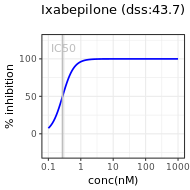 Ixabepilone (dss:43.7)
IC50
% inhibition
100
50
0
0.1 1 10 100 1000
conc(nM)